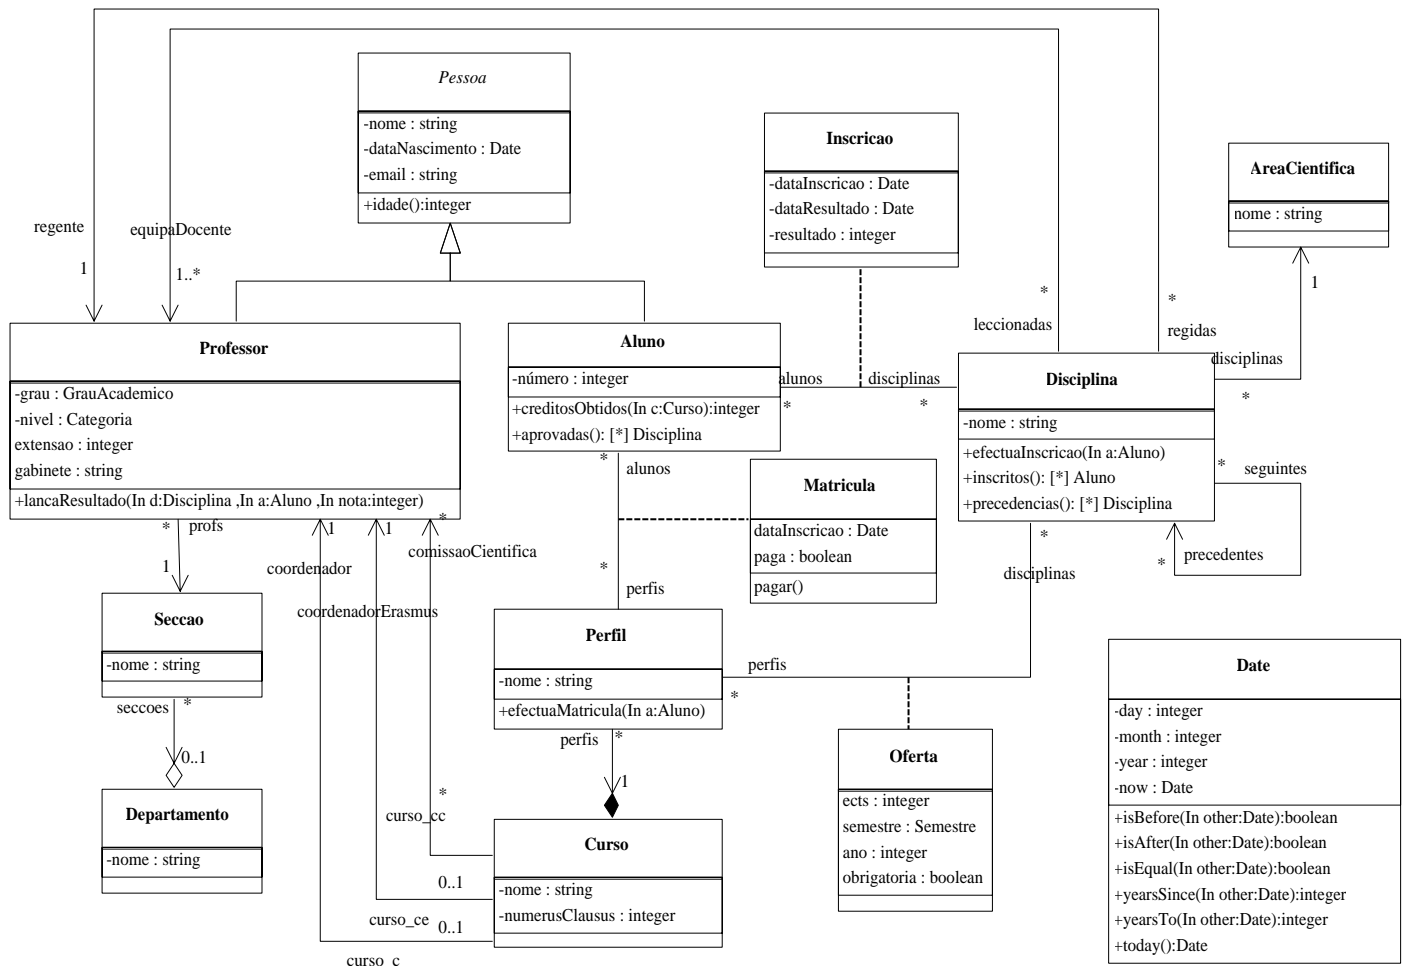 Pessoa
-nome : string
-dataNascimento : Date
-email : string
+idade():integer
Inscricao
-dataInscricao : Date
-dataResultado : Date
-resultado : integer
AreaCientifica
nome : string
regente
equipaDocente
1
1..*
*
leccionadas
*
regidas
1
disciplinas
*
Professor
-grau : GrauAcademico
-nivel : Categoria
extensao : integer
gabinete : string
+lancaResultado(In d:Disciplina ,In a:Aluno ,In nota:integer)
Aluno
-número : integer
+creditosObtidos(In c:Curso):integer
+aprovadas(): [*] Disciplina
alunos
*
disciplinas
*
Disciplina
-nome : string
+efectuaInscricao(In a:Aluno)
+inscritos(): [*] Aluno
+precedencias(): [*] Disciplina
*
seguintes
precedentes
*
*
alunos
*
perfis
Matricula
dataInscricao : Date
paga : boolean
pagar()
*
disciplinas
*
profs
1
1
coordenador
1
coordenadorErasmus
*
comissaoCientifica
Seccao
-nome : string
seccoes
*
0..1
Departamento
-nome : string
Perfil
-nome : string
+efectuaMatricula(In a:Aluno)
perfis
*
perfis
*
1
Oferta
ects : integer
semestre : Semestre
ano : integer
obrigatoria : boolean
Curso
-nome : string
-numerusClausus : integer
*
curso_cc
0..1
curso_ce
0..1
curso_c
Date
-day : integer
-month : integer
-year : integer
-now : Date
+isBefore(In other:Date):boolean
+isAfter(In other:Date):boolean
+isEqual(In other:Date):boolean
+yearsSince(In other:Date):integer
+yearsTo(In other:Date):integer
+today():Date